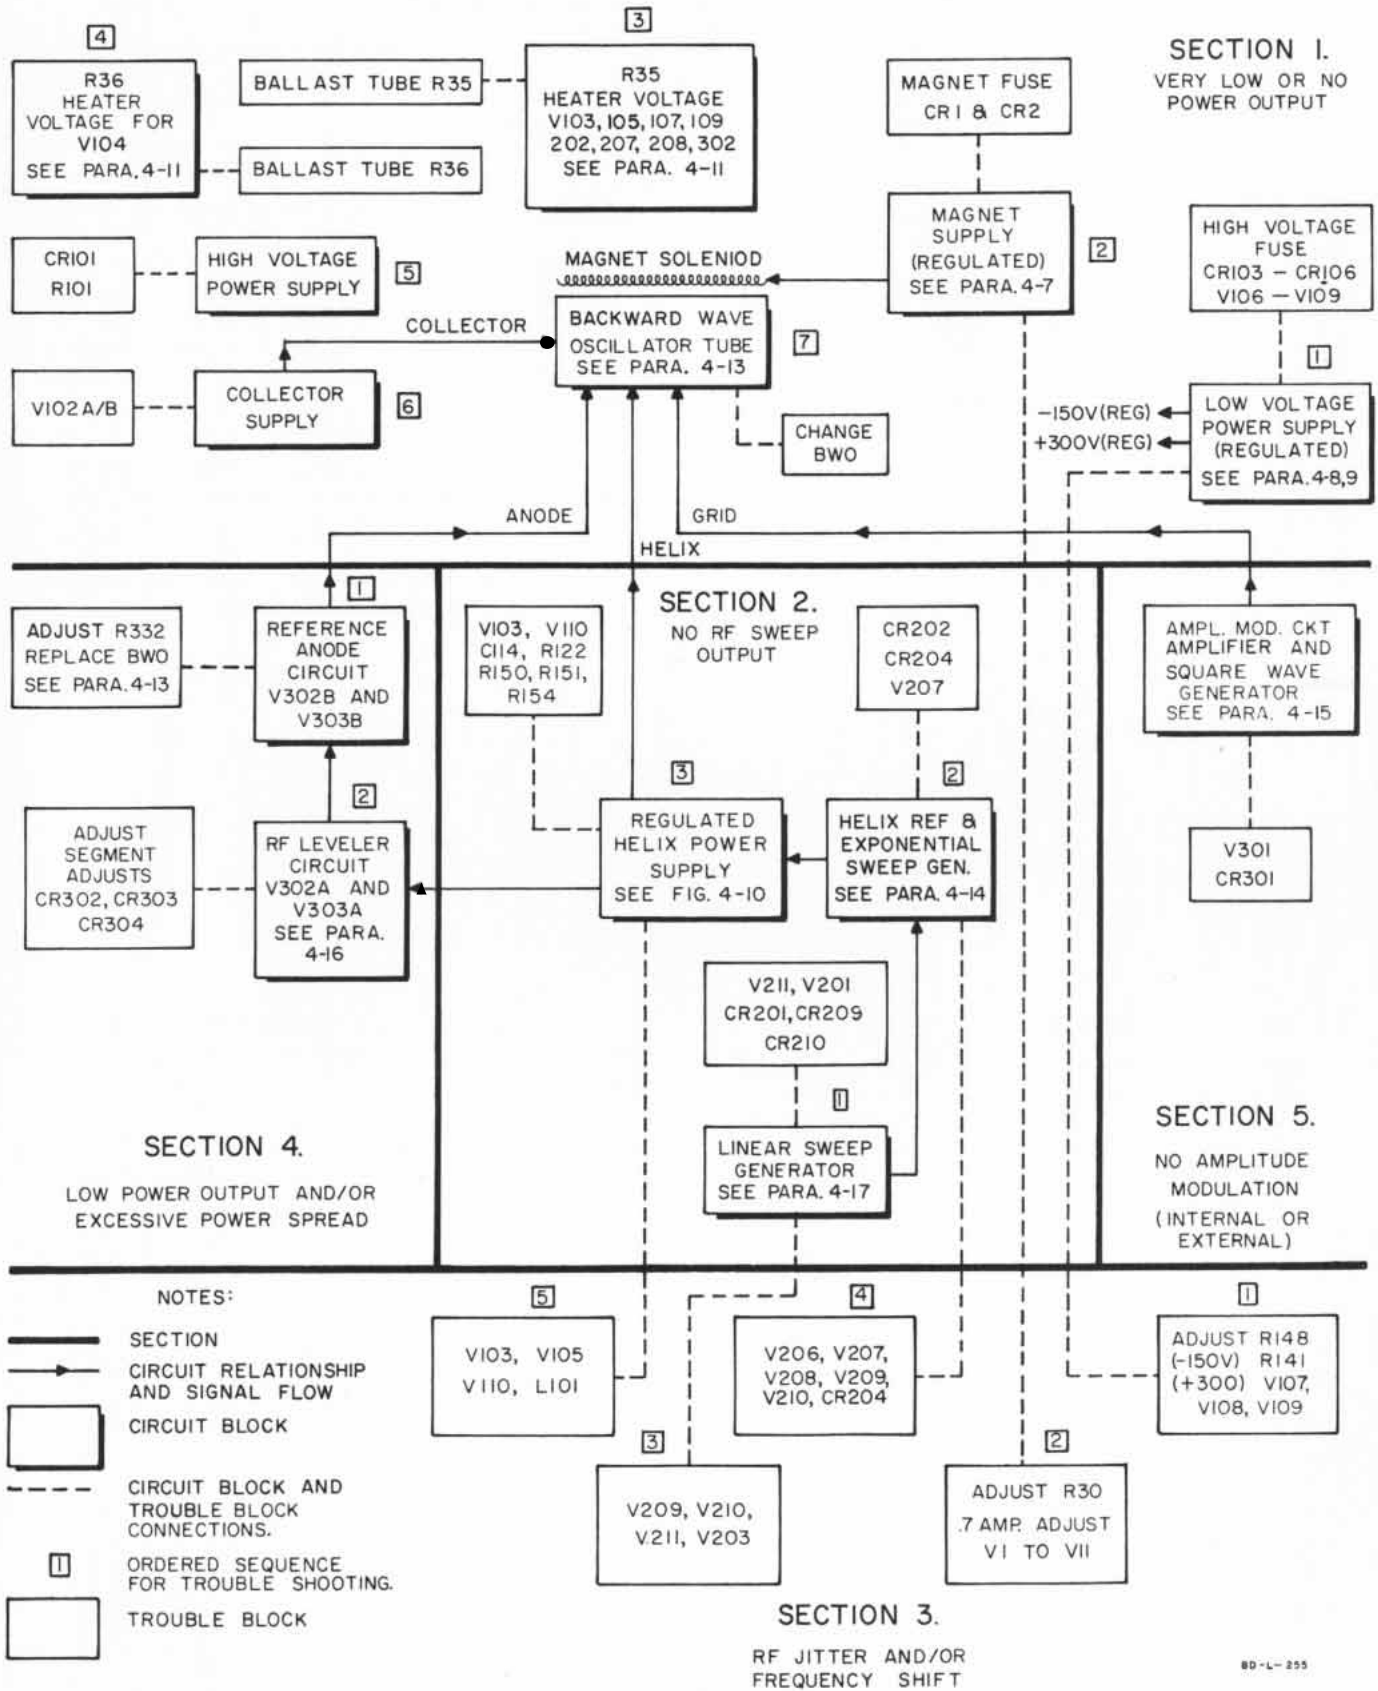 4
R36
HEATER
VOLTAGE FOR
V104
SEE PARA. 4-11
BALLAST TUBE R35
BALLAST TUBE R36
3
R35
HEATER VOLTAGE
V103, 105, 107, 109
202, 207, 208, 302
SEE PARA. 4-11
MAGNET FUSE
CR1 & CR2
SECTION 1.
VERY LOW OR NO
POWER OUTPUT
CR101
R101
HIGH VOLTAGE
POWER SUPPLY
5
MAGNET SOLENIOD
MAGNET
SUPPLY
(REGULATED)
SEE PARA. 4-7
2
HIGH VOLTAGE
FUSE
CR103 - CR106
V106 - V109
COLLECTOR
BACKWARD WAVE
OSCILLATOR TUBE
SEE PARA. 4-13
7
V102A/B
COLLECTOR
SUPPLY
6
CHANGE
BWO
1
-150V(REG)
+300V(REG)
LOW VOLTAGE
POWER SUPPLY
(REGULATED)
SEE PARA. 4-8,9
ANODE
HELIX
GRID
1
ADJUST R332
REPLACE BWO
SEE PARA. 4-13
REFERENCE
ANODE
CIRCUIT
V302B AND
V303B
V103, V110
C114, R122
R150, R151,
R154
SECTION 2.
NO RF SWEEP
OUTPUT
CR202
CR204
V207
AMPL. MOD. CKT
AMPLIFIER AND
SQUARE WAVE
GENERATOR
SEE PARA. 4-15
2
ADJUST
SEGMENT
ADJUSTS
CR302, CR303
CR304
RF LEVELER
CIRCUIT
V302A AND
V303A
SEE PARA.
4-16
3
REGULATED
HELIX POWER
SUPPLY
SEE FIG. 4-10
2
HELIX REF &
EXPONENTIAL
SWEEP GEN.
SEE PARA. 4-14
V301
CR301
V211, V201
CR201, CR209
CR210
1
LINEAR SWEEP
GENERATOR
SEE PARA. 4-17
SECTION 4.
LOW POWER OUTPUT AND/OR
EXCESSIVE POWER SPREAD
SECTION 5.
NO AMPLITUDE
MODULATION
(INTERNAL OR
EXTERNAL)
NOTES:
SECTION
CIRCUIT RELATIONSHIP
AND SIGNAL FLOW
CIRCUIT BLOCK
CIRCUIT BLOCK AND
TROUBLE BLOCK
CONNECTIONS.
1
ORDERED SEQUENCE
FOR TROUBLE SHOOTING.
TROUBLE BLOCK
5
V103, V105
V110, L101
4
V206, V207,
V208, V209,
V210, CR204
1
ADJUST R148
(-150V) R141
(+300) V107,
V108, V109
3
V209, V210,
V211, V203
2
ADJUST R30
.7 AMP. ADJUST
V1 TO V11
SECTION 3.
RF JITTER AND/OR
FREQUENCY SHIFT
BD-L-255